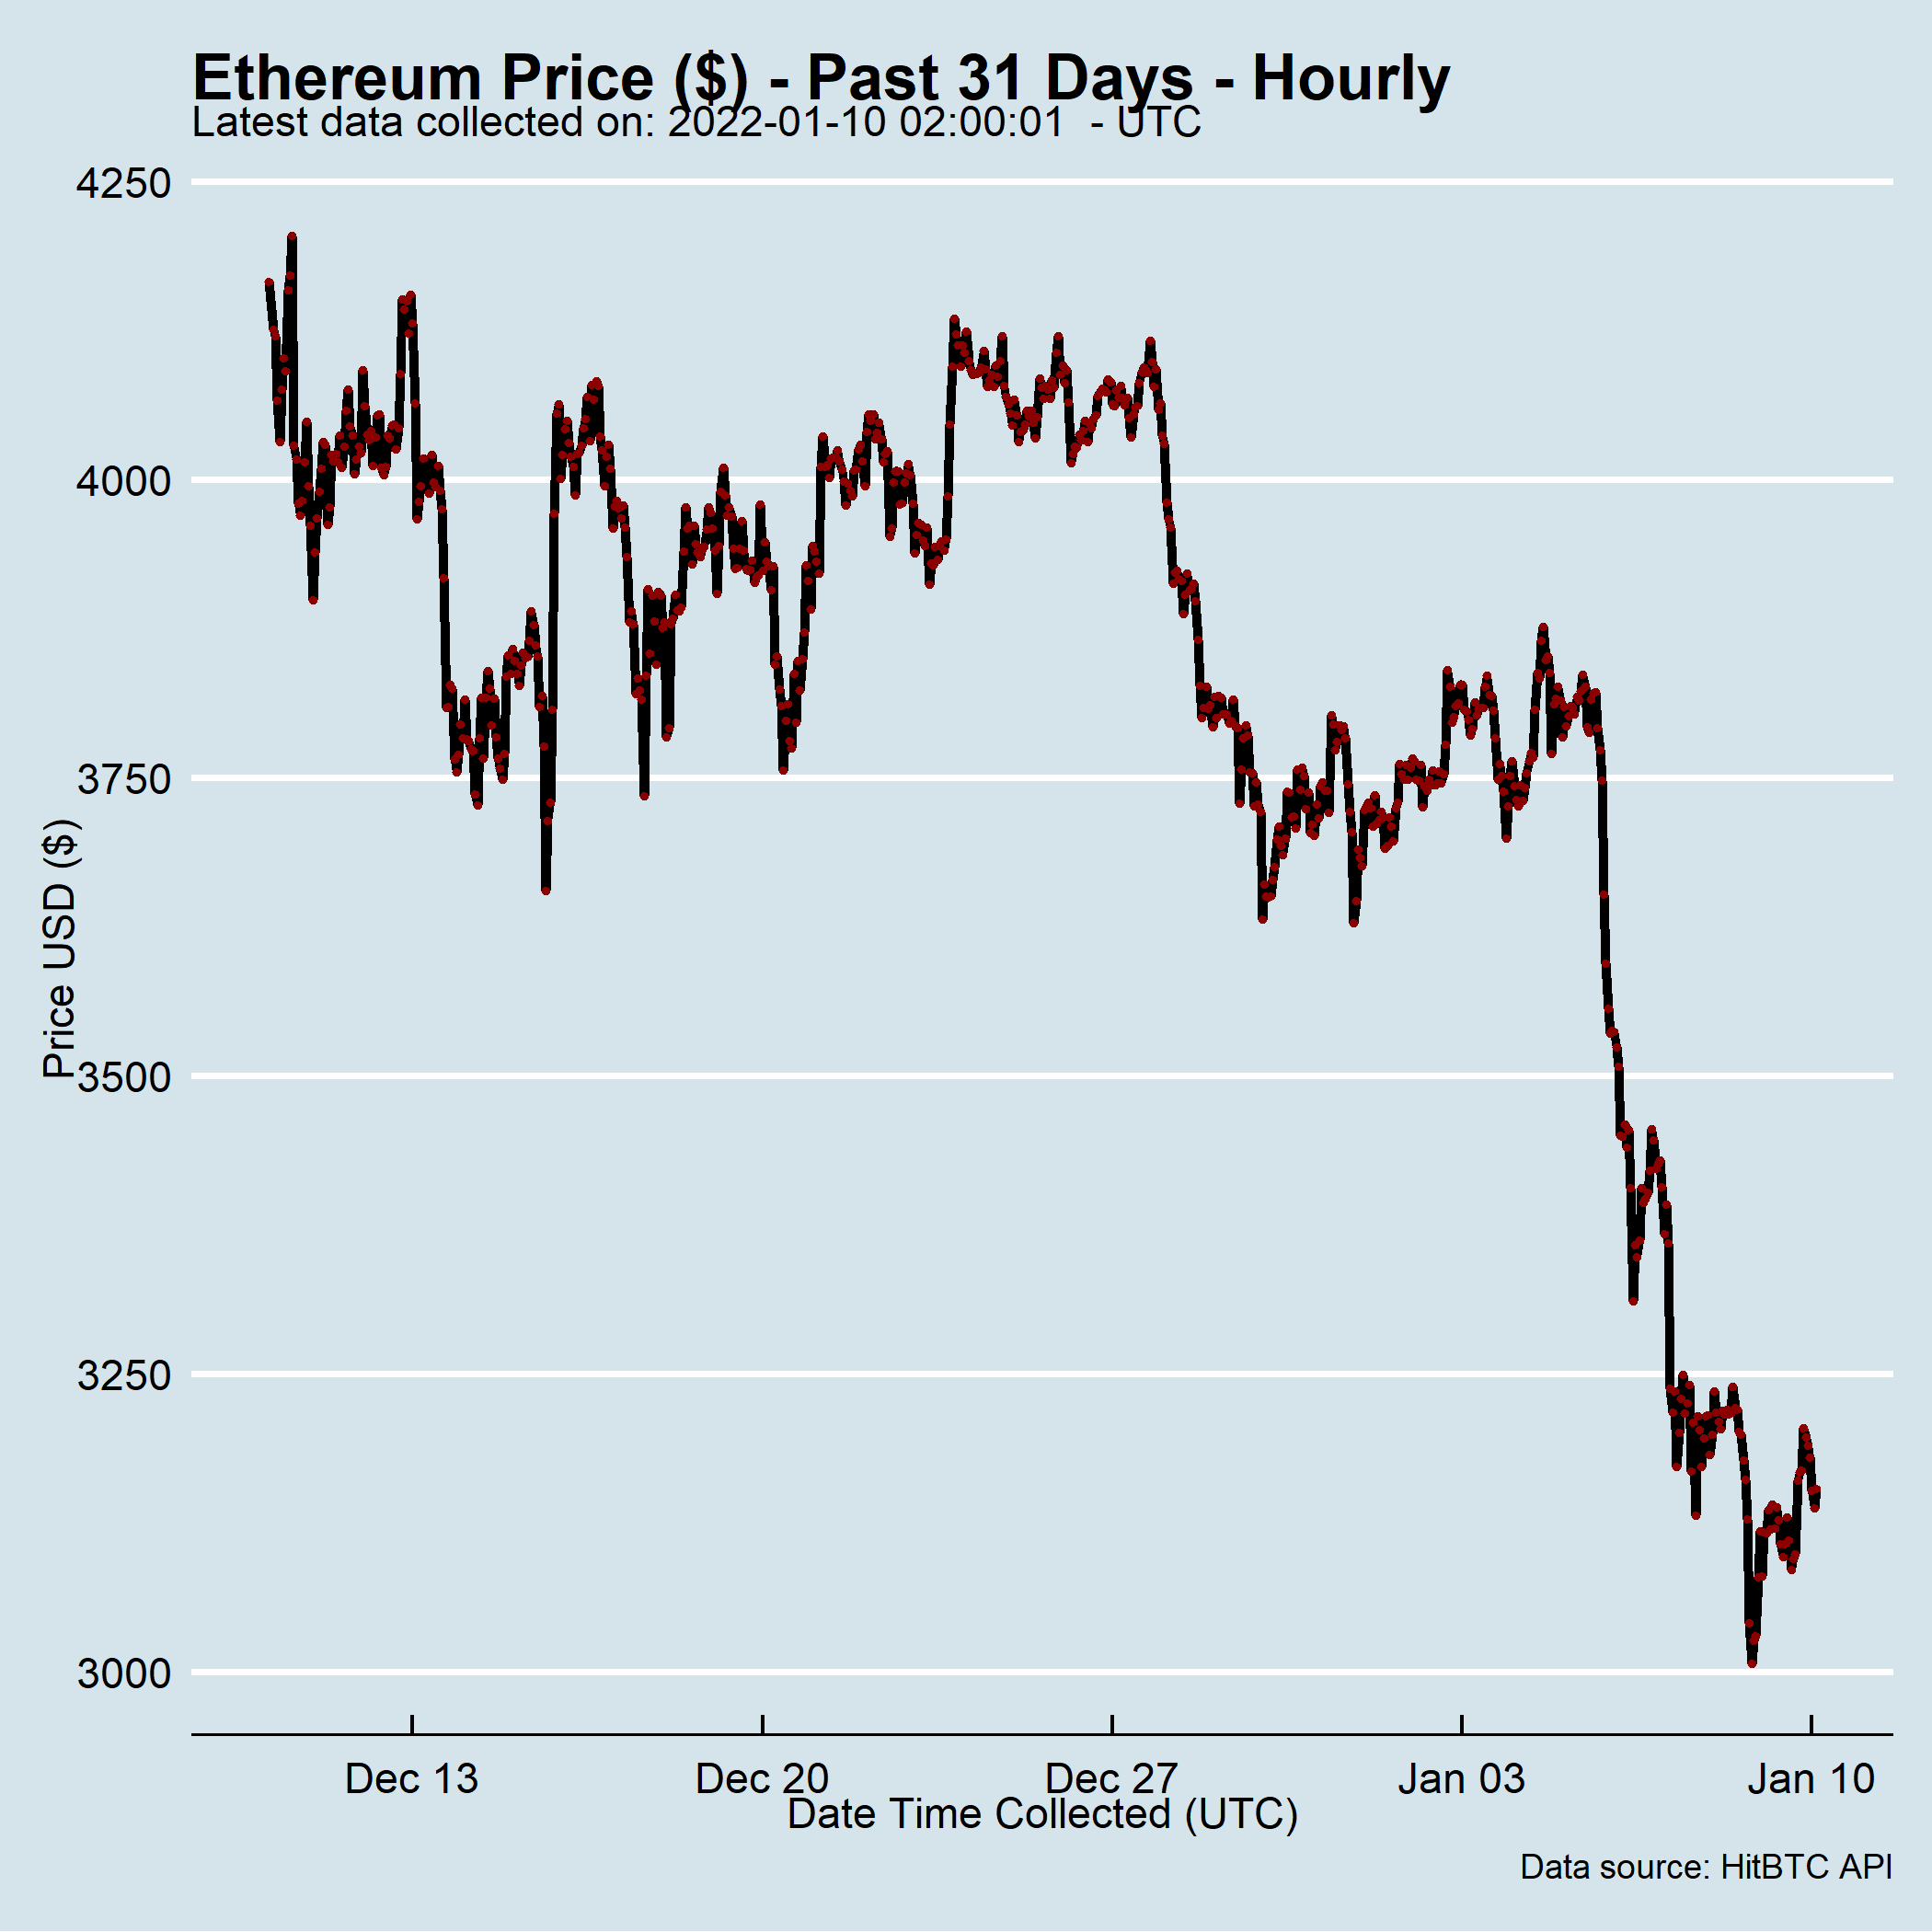 Ethereum Price ($) - Past 31 Days - Hourly
Latest data collected on: 2022-01-10 02:00:01  - UTC
4250
4000
3750
3500
3250
3000
Price USD ($)
Dec 13
Dec 20
Dec 27
Jan 03
Jan 10
Date Time Collected (UTC)
Data source: HitBTC API